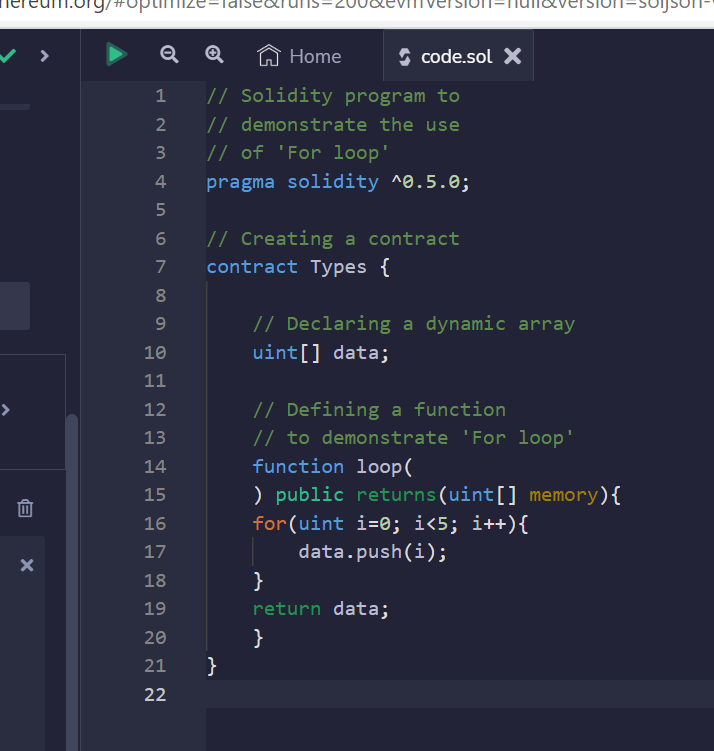 hereum.org/#optimize=false&runs=200&evmVersion=null&version=soljson-
Home
code.sol
1 // Solidity program to
2 // demonstrate the use
3 // of 'For loop'
4 pragma solidity ^0.5.0;
5
6 // Creating a contract
7 contract Types {
8
9     // Declaring a dynamic array
10     uint[] data;
11
12     // Defining a function
13     // to demonstrate 'For loop'
14     function loop(
15     ) public returns(uint[] memory){
16     for(uint i=0; i<5; i++){
17         data.push(i);
18     }
19     return data;
20     }
21 }
22